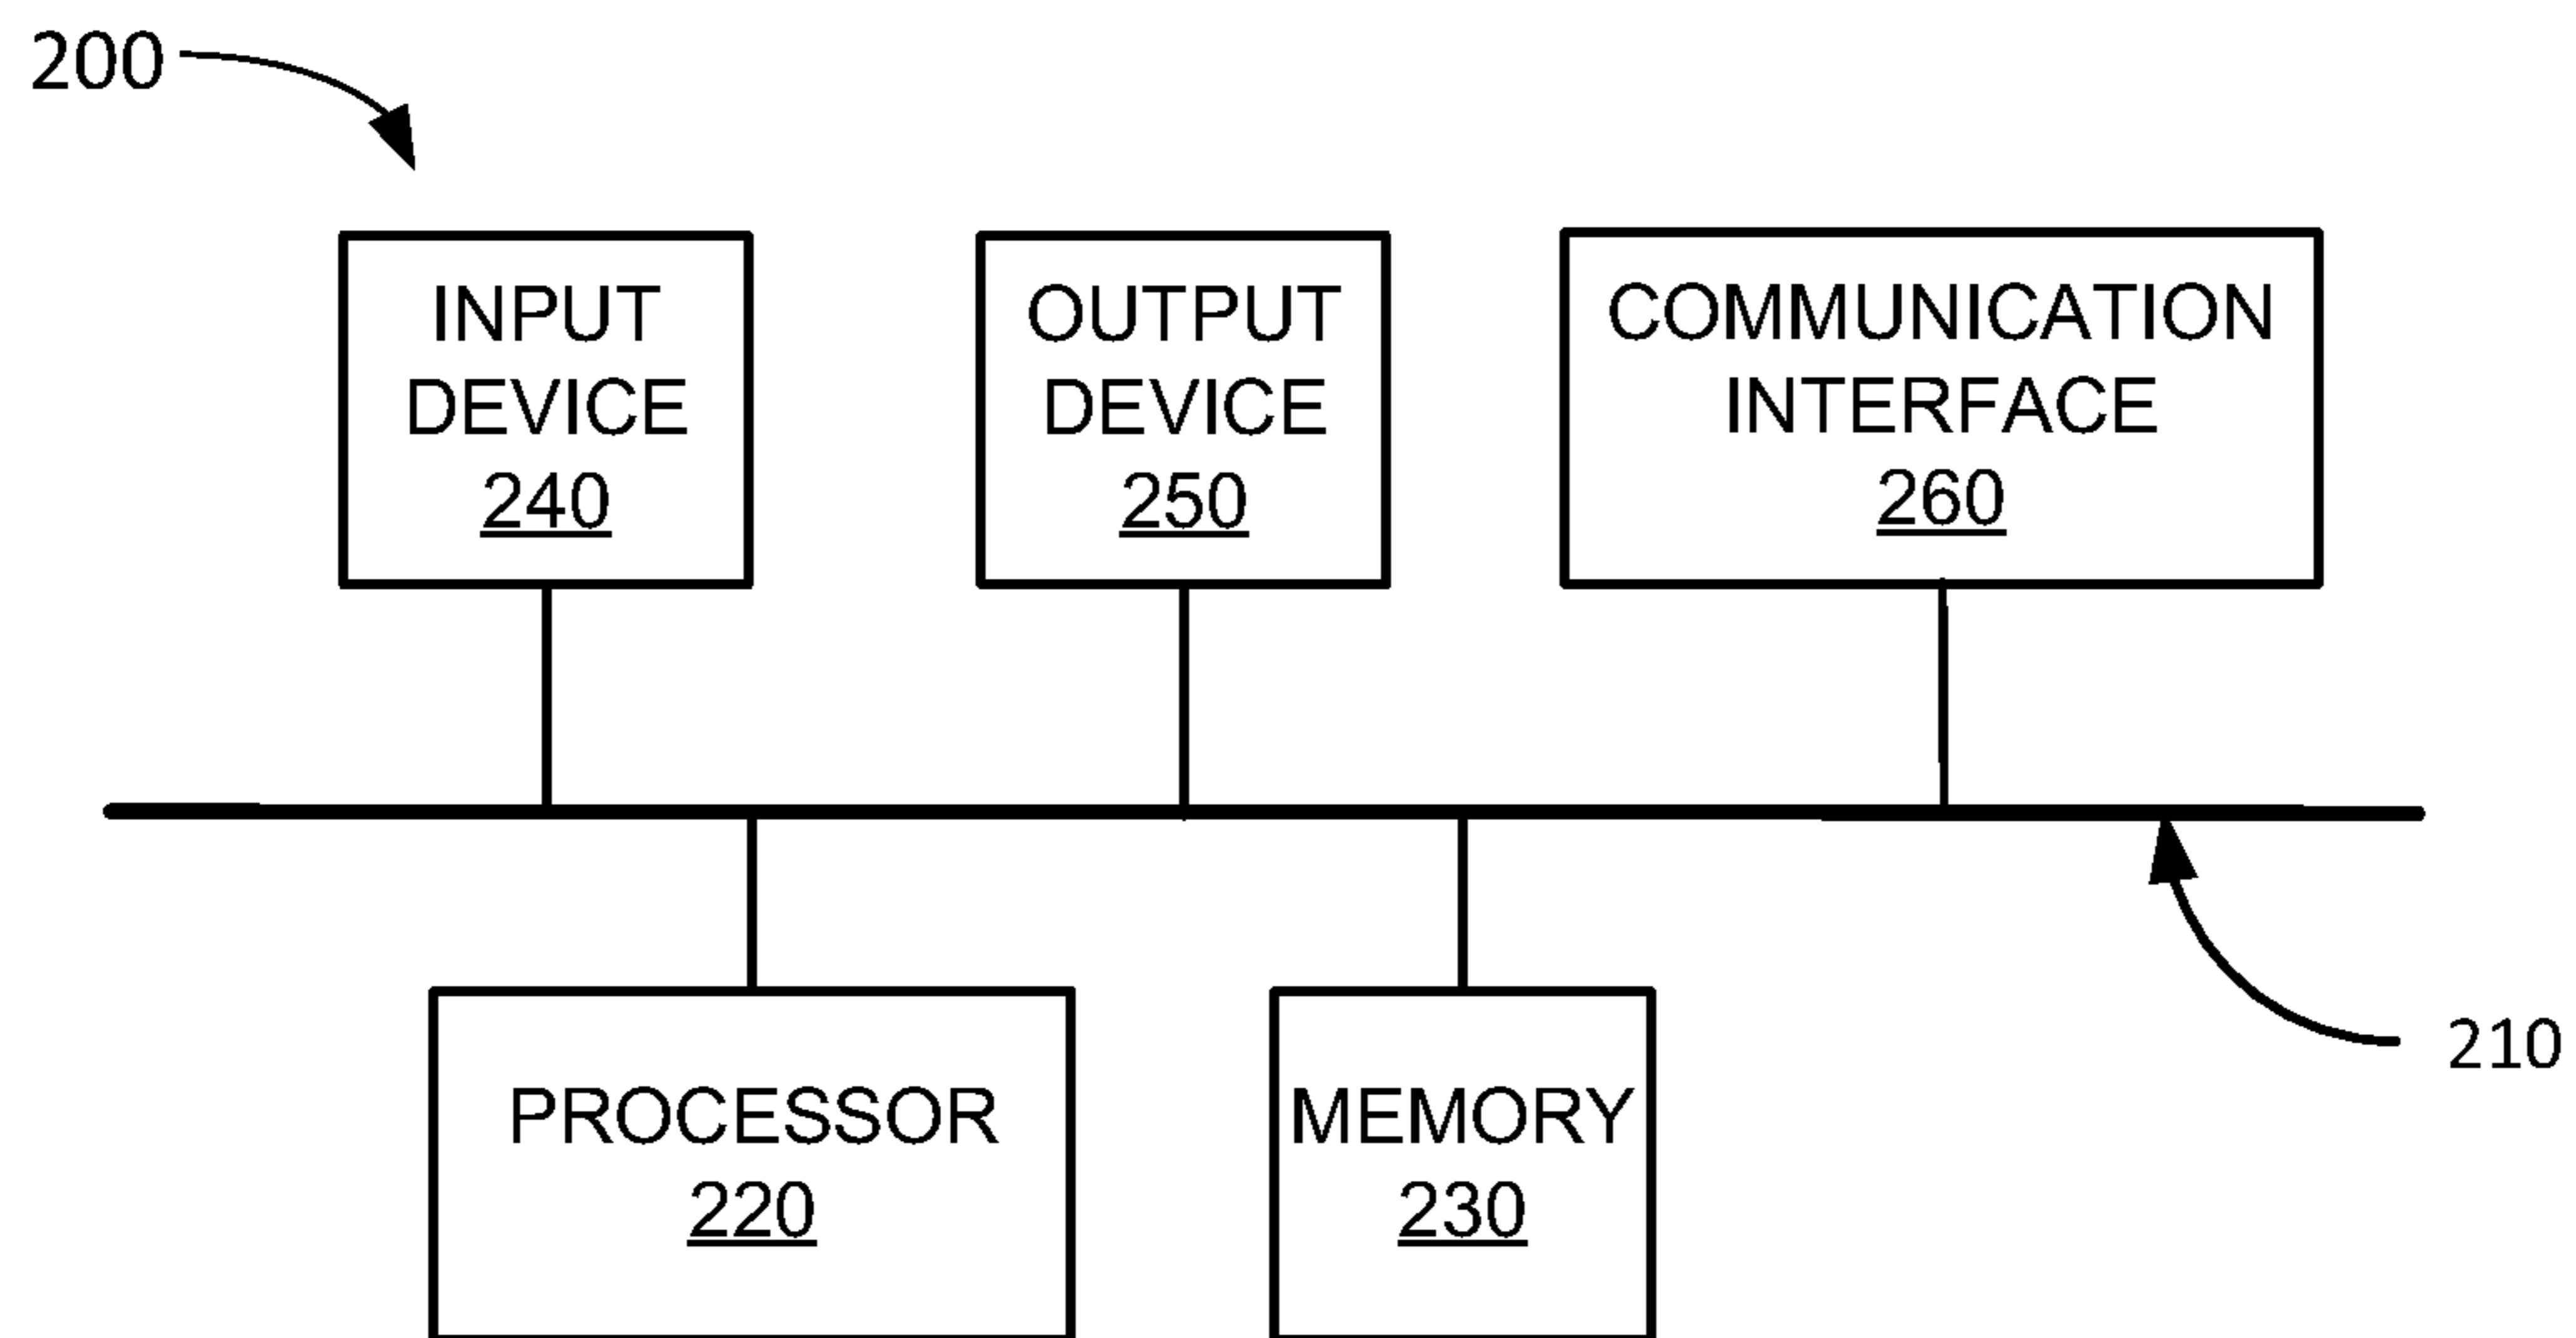 200
INPUT
DEVICE
240
OUTPUT
DEVICE
250
COMMUNICATION
INTERFACE
260
PROCESSOR
220
MEMORY
230
210